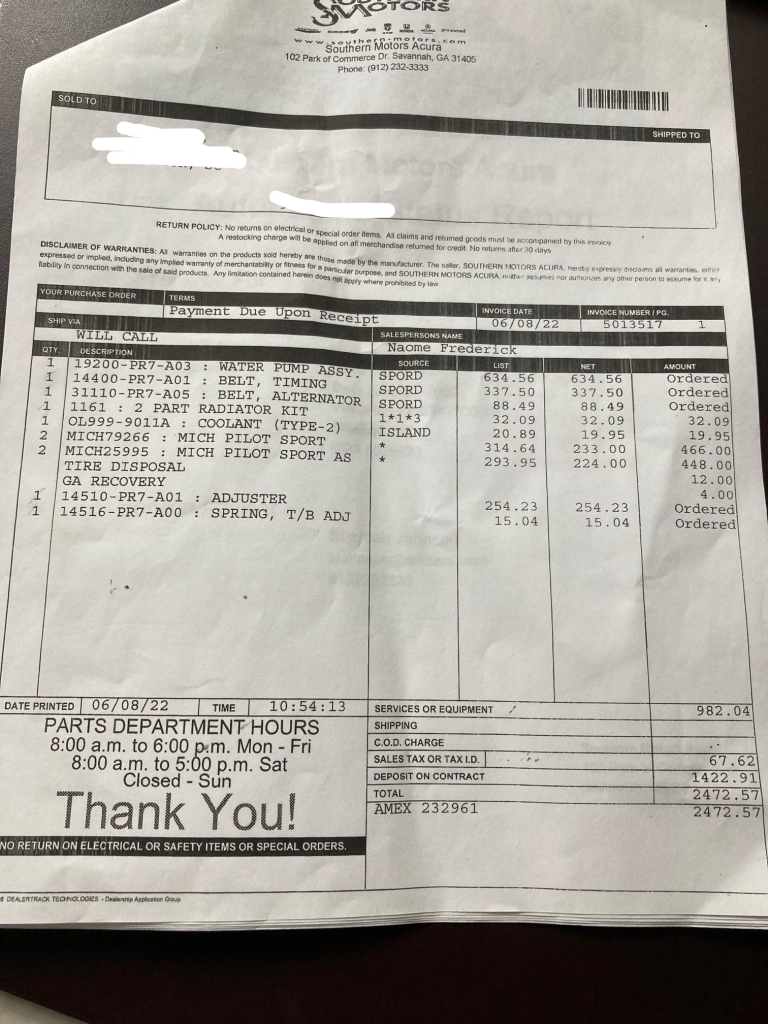 MOTORS
www.southern-motors.com
Southern Motors Acura
102 Park of Commerce Dr. Savannah, GA 31405
Phone: (912) 232-3333
SOLD TO
SHIPPED TO
RETURN POLICY: No returns on electrical or special order items. All claims and returned goods must be accompanied by this invoice.
A restocking charge will be applied on all merchandise returned for credit. No returns after 30 days
DISCLAIMER OF WARRANTIES: All warranties on the products sold hereby are those made by the manufacturer. The seller, SOUTHERN MOTORS ACURA, hereby expressly disclaims all warranties, either
expressed or implied, including any implied warranty of merchantability or fitness for a particular purpose, and SOUTHERN MOTORS ACURA, neither assumes nor authorizes any other person to assume for it any
liability in connection with the sale of said products. Any limitation contained herein does not apply where prohibited by law
YOUR PURCHASE ORDER TERMS INVOICE DATE INVOICE NUMBER / PG.
Payment Due Upon Receipt 06/08/22 5013517 1
SHIP VIA SALESPERSONS NAME
WILL CALL Naome Frederick
QTY. DESCRIPTION SOURCE LIST NET AMOUNT
1 19200-PR7-A03 : WATER PUMP ASSY. SPORD 634.56 634.56 Ordered
1 14400-PR7-A01 : BELT, TIMING SPORD 337.50 337.50 Ordered
1 31110-PR7-A05 : BELT, ALTERNATOR SPORD 88.49 88.49 Ordered
1 1161 : 2 PART RADIATOR KIT 1*1*3 32.09 32.09 32.09
1 OL999-9011A : COOLANT (TYPE-2) ISLAND 20.89 19.95 19.95
2 MICH79266 : MICH PILOT SPORT * 314.64 233.00 466.00
2 MICH25995 : MICH PILOT SPORT AS * 293.95 224.00 448.00
TIRE DISPOSAL 12.00
GA RECOVERY 4.00
1 14510-PR7-A01 : ADJUSTER 254.23 254.23 Ordered
1 14516-PR7-A00 : SPRING, T/B ADJ 15.04 15.04 Ordered
DATE PRINTED 06/08/22 TIME 10:54:13
PARTS DEPARTMENT HOURS
8:00 a.m. to 6:00 p.m. Mon - Fri
8:00 a.m. to 5:00 p.m. Sat
Closed - Sun
Thank You!
NO RETURN ON ELECTRICAL OR SAFETY ITEMS OR SPECIAL ORDERS.
SERVICES OR EQUIPMENT 982.04
SHIPPING
C.O.D. CHARGE
SALES TAX OR TAX I.D. 67.62
DEPOSIT ON CONTRACT 1422.91
TOTAL 2472.57
AMEX 232961 2472.57
DEALERTRACK TECHNOLOGIES - Dealership Application Group